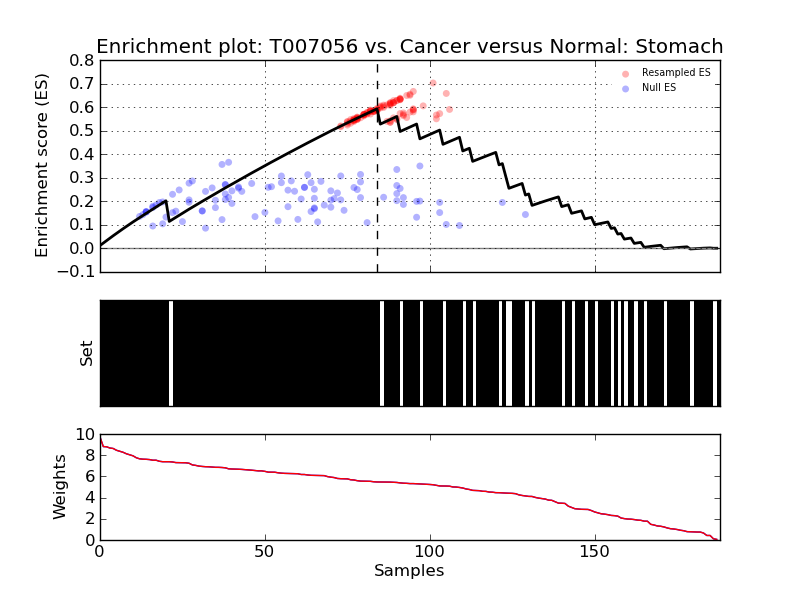 Enrichment plot: T007056 vs. Cancer versus Normal: Stomach
Enrichment score (ES)
0.8
0.7
0.6
0.5
0.4
0.3
0.2
0.1
0.0
−0.1
Resampled ES
Null ES
Set
Weights
10
8
6
4
2
0
0 50 100 150
Samples